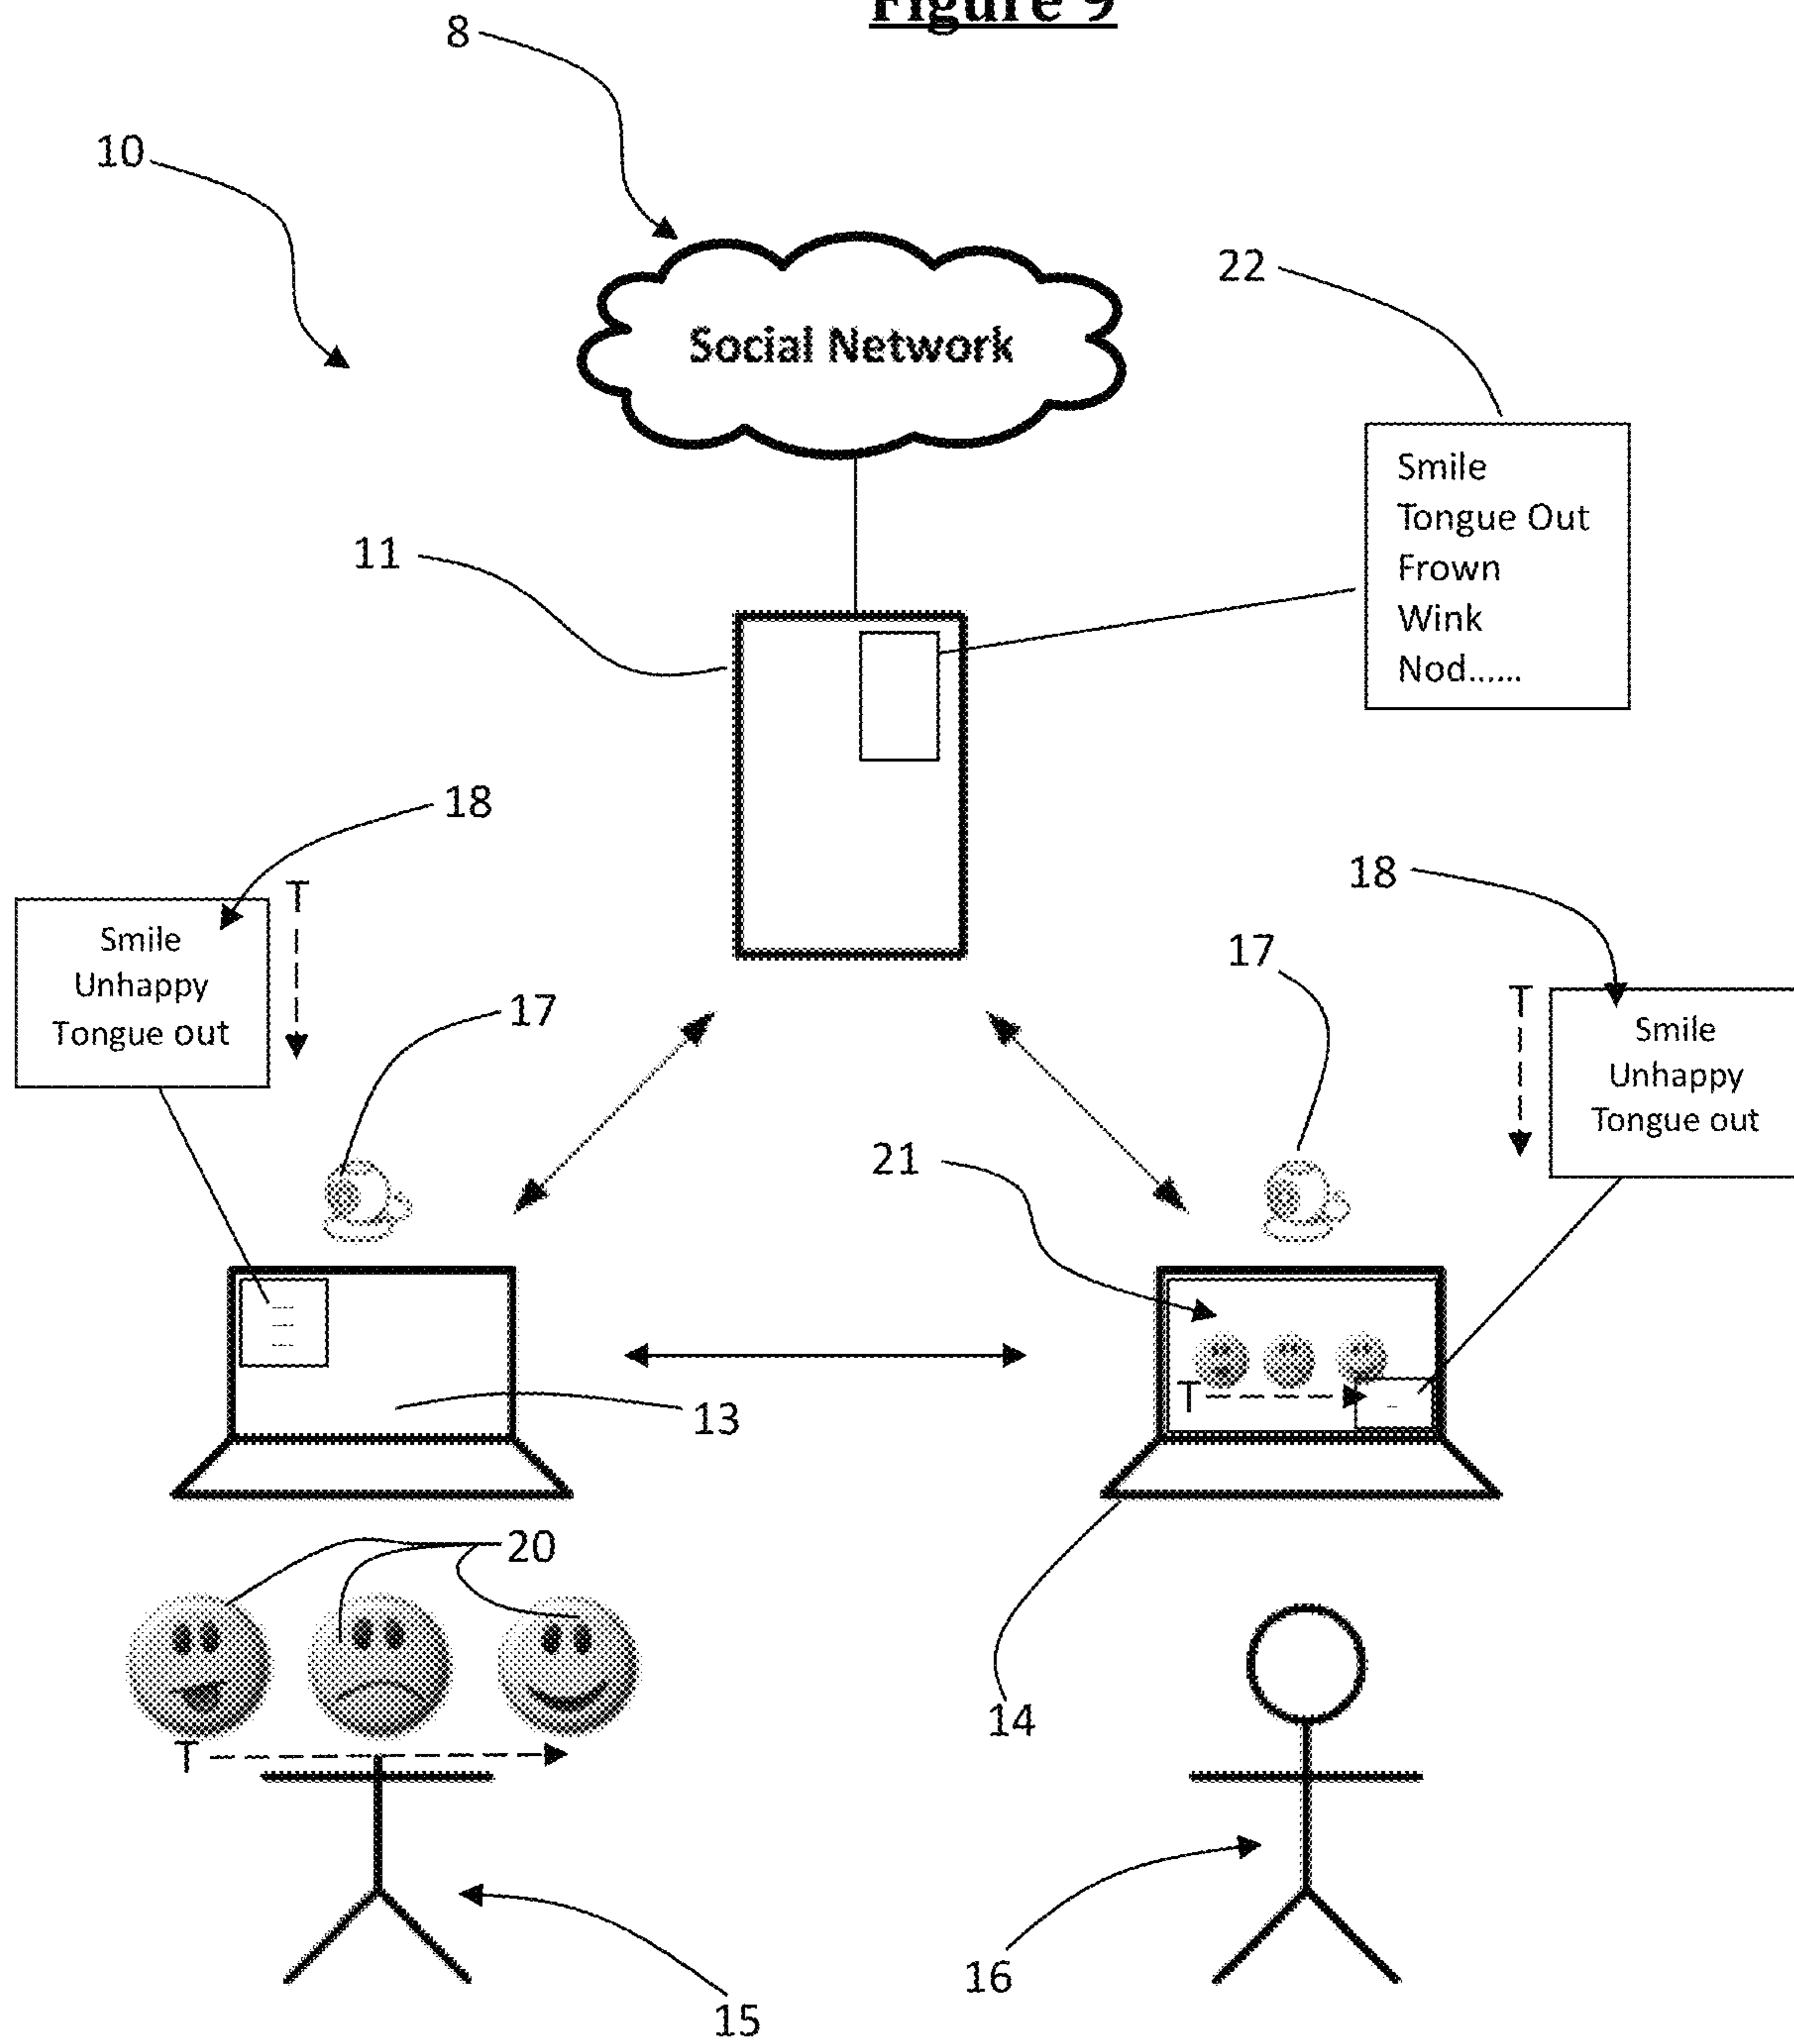 Figure 9
8
10
Social Network
22
Smile
Tongue Out
Frown
Wink
Nod......
11
18
T
Smile
Unhappy
Tongue out
18
17
T
Smile
Unhappy
Tongue out
17
21
T
13
20
14
T
16
15